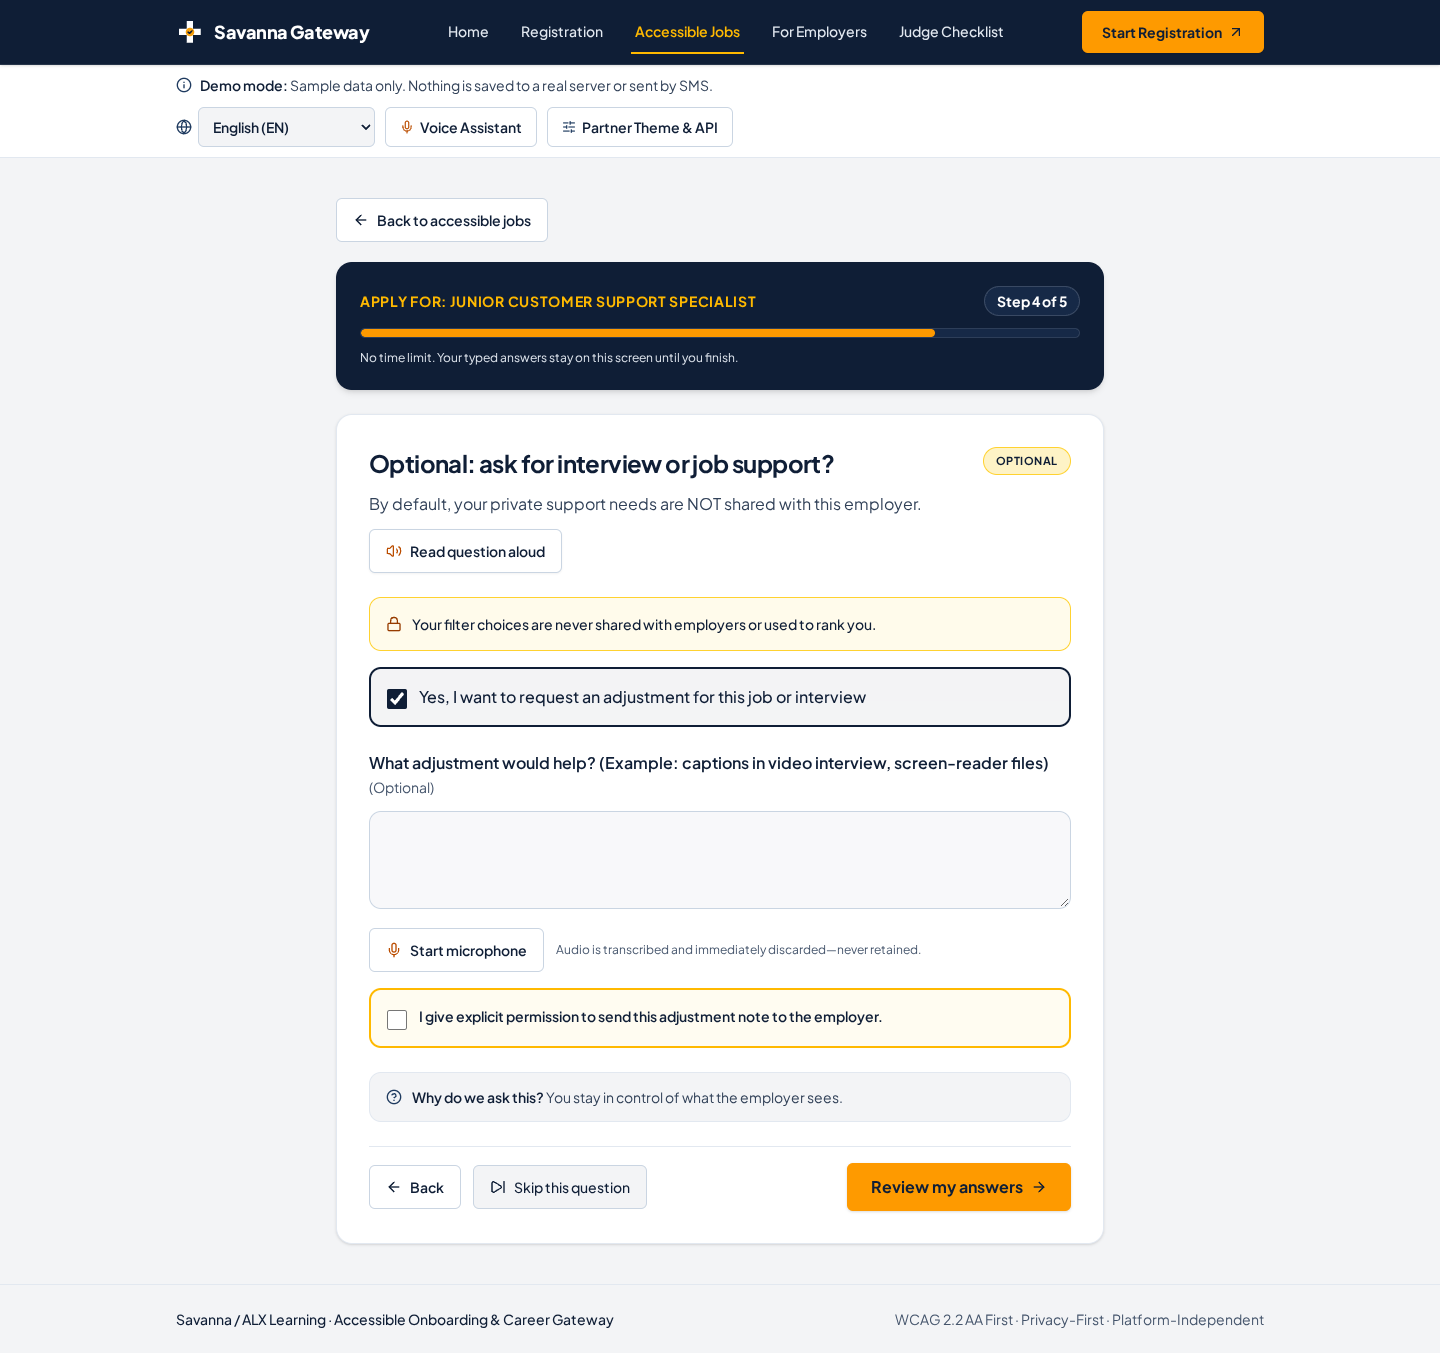 Savanna Gateway
Home
Registration
Accessible Jobs
For Employers
Judge Checklist
Start Registration
Demo mode: Sample data only. Nothing is saved to a real server or sent by SMS.
English (EN)
Voice Assistant
Partner Theme & API
Back to accessible jobs
APPLY FOR: JUNIOR CUSTOMER SUPPORT SPECIALIST
Step 4 of 5
No time limit. Your typed answers stay on this screen until you finish.
Optional: ask for interview or job support?
OPTIONAL
By default, your private support needs are NOT shared with this employer.
Read question aloud
Your filter choices are never shared with employers or used to rank you.
Yes, I want to request an adjustment for this job or interview
What adjustment would help? (Example: captions in video interview, screen-reader files)
(Optional)
Start microphone
Audio is transcribed and immediately discarded—never retained.
I give explicit permission to send this adjustment note to the employer.
Why do we ask this? You stay in control of what the employer sees.
Back
Skip this question
Review my answers
Savanna / ALX Learning · Accessible Onboarding & Career Gateway
WCAG 2.2 AA First · Privacy-First · Platform-Independent